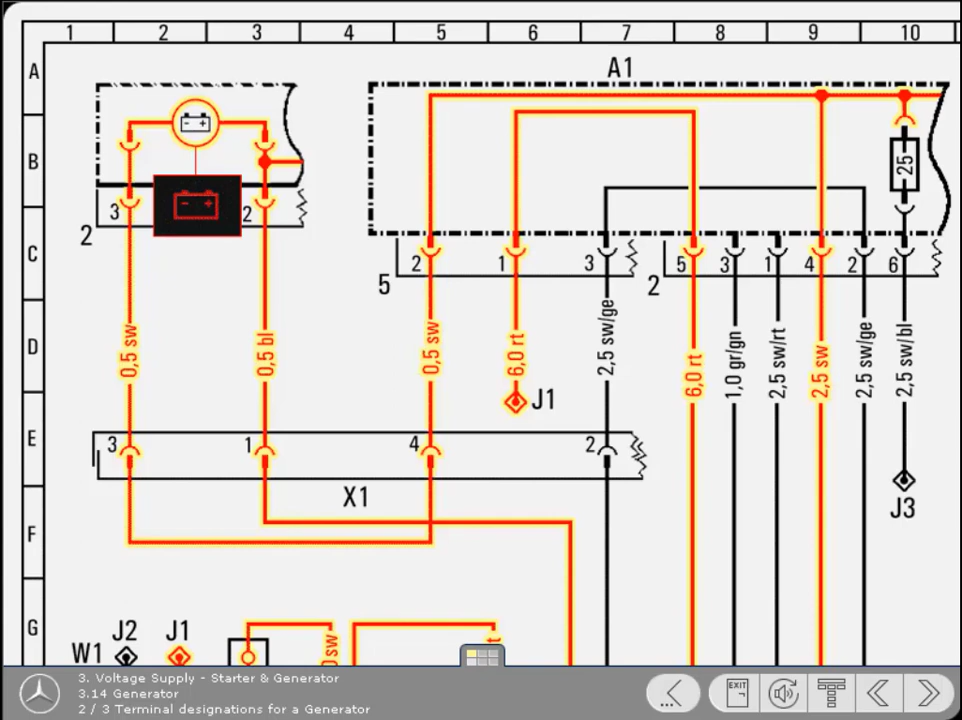 1 2 3 4 5 6 7 8 9 10
A
B
C
D
E
F
G
A1
25
3 2
2
2 1 3
5
5 3 1 4 2 6
2
0,5 sw
0,5 bl
0,5 sw
6,0 rt
2,5 sw/ge
6,0 rt
1,0 gr/gn
2,5 sw/rt
2,5 sw
2,5 sw/ge
2,5 sw/bl
J1
3 1 4 2
X1
J3
J2 J1
W1
0 sw
t
3. Voltage Supply - Starter & Generator
3.14 Generator
2 / 3 Terminal designations for a Generator
EXIT